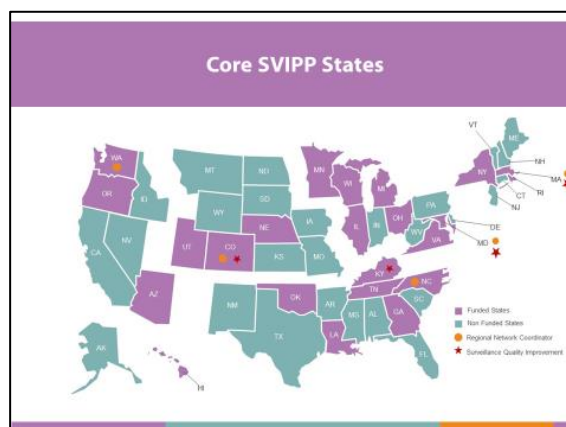 Core SVIPP States
VT
ME
WA
MT
ND
MN
NH
OR
ID
WI
MI
NY
MA
SD
RI
WY
CT
PA
NJ
IA
NE
OH
NV
IL
IN
DE
UT
CO
WV
MD
CA
KS
MO
VA
KY
NC
TN
AZ
OK
NM
AR
SC
MS
AL
GA
TX
LA
AK
FL
HI
Funded States
Non Funded States
Regional Network Coordinator
Surveillance Quality Improvement